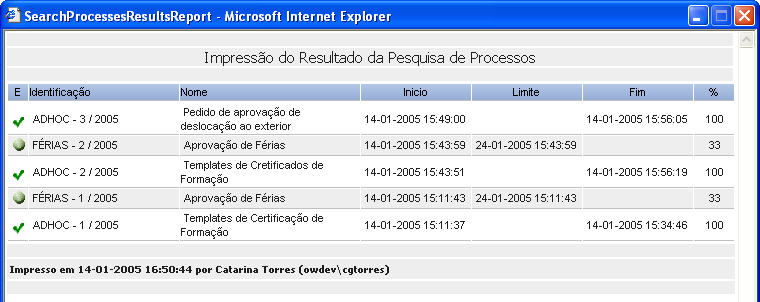 SearchProcessesResultsReport - Microsoft Internet Explorer
Impressão do Resultado da Pesquisa de Processos
E Identificação Nome Inicio Limite Fim %
ADHOC - 3 / 2005 Pedido de aprovação de deslocação ao exterior 14-01-2005 15:49:00 14-01-2005 15:56:05 100
FÉRIAS - 2 / 2005 Aprovação de Férias 14-01-2005 15:43:59 24-01-2005 15:43:59 33
ADHOC - 2 / 2005 Templates de Cretificados de Formação 14-01-2005 15:43:51 14-01-2005 15:56:19 100
FÉRIAS - 1 / 2005 Aprovação de Férias 14-01-2005 15:11:43 24-01-2005 15:11:43 33
ADHOC - 1 / 2005 Templates de Certificação de Formação 14-01-2005 15:11:37 14-01-2005 15:34:46 100
Impresso em 14-01-2005 16:50:44 por Catarina Torres (owdev\cgtorres)